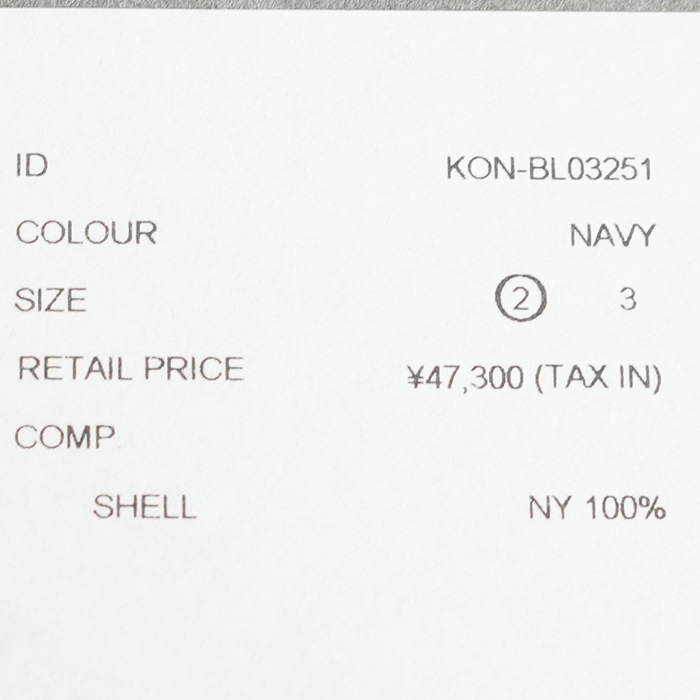 ID KON-BL03251
COLOUR NAVY
SIZE 2 3
RETAIL PRICE ¥47,300 (TAX IN)
COMP
SHELL NY 100%